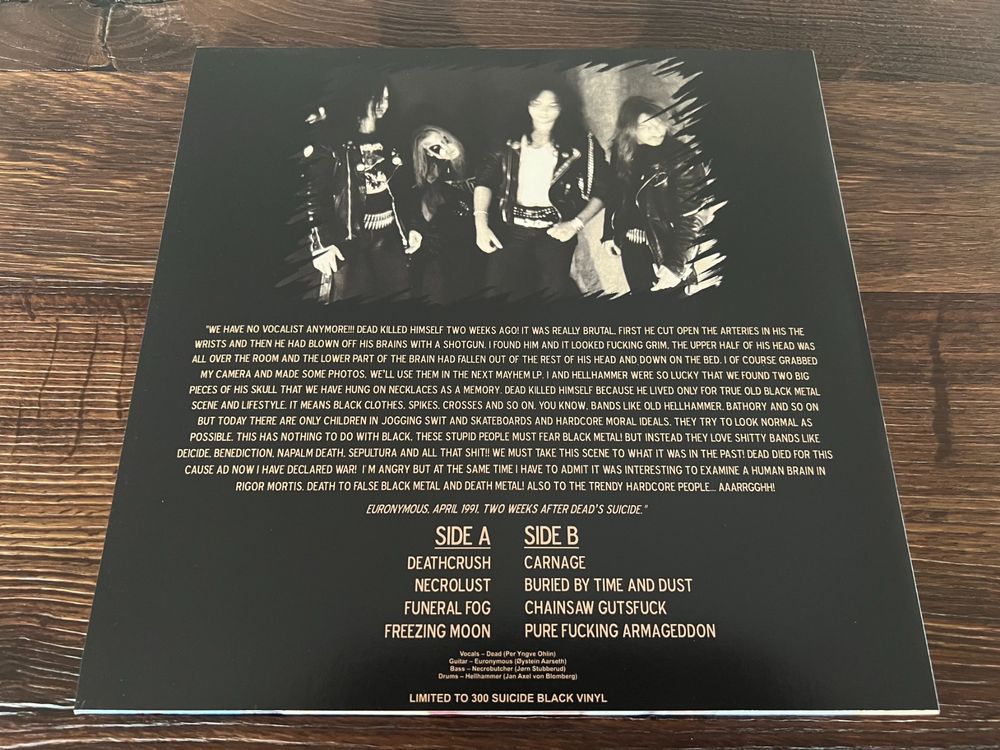 "WE HAVE NO VOCALIST ANYMORE!!! DEAD KILLED HIMSELF TWO WEEKS AGO! IT WAS REALLY BRUTAL, FIRST HE CUT OPEN THE ARTERIES IN HIS THE
WRISTS AND THEN HE HAD BLOWN OFF HIS BRAINS WITH A SHOTGUN. I FOUND HIM AND IT LOOKED FUCKING GRIM, THE UPPER HALF OF HIS HEAD WAS
ALL OVER THE ROOM AND THE LOWER PART OF THE BRAIN HAD FALLEN OUT OF THE REST OF HIS HEAD AND DOWN ON THE BED. I OF COURSE GRABBED
MY CAMERA AND MADE SOME PHOTOS. WE'LL USE THEM IN THE NEXT MAYHEM LP. I AND HELLHAMMER WERE SO LUCKY THAT WE FOUND TWO BIG
PIECES OF HIS SKULL THAT WE HAVE HUNG ON NECKLACES AS A MEMORY. DEAD KILLED HIMSELF BECAUSE HE LIVED ONLY FOR TRUE OLD BLACK METAL
SCENE AND LIFESTYLE. IT MEANS BLACK CLOTHES, SPIKES, CROSSES AND SO ON. YOU KNOW, BANDS LIKE OLD HELLHAMMER, BATHORY AND SO ON
BUT TODAY THERE ARE ONLY CHILDREN IN JOGGING SWIT AND SKATEBOARDS AND HARDCORE MORAL IDEALS, THEY TRY TO LOOK NORMAL AS
POSSIBLE. THIS HAS NOTHING TO DO WITH BLACK, THESE STUPID PEOPLE MUST FEAR BLACK METAL! BUT INSTEAD THEY LOVE SHITTY BANDS LIKE
DEICIDE, BENEDICTION, NAPALM DEATH, SEPULTURA AND ALL THAT SHIT!! WE MUST TAKE THIS SCENE TO WHAT IT WAS IN THE PAST! DEAD DIED FOR THIS
CAUSE AD NOW I HAVE DECLARED WAR! I'M ANGRY BUT AT THE SAME TIME I HAVE TO ADMIT IT WAS INTERESTING TO EXAMINE A HUMAN BRAIN IN
RIGOR MORTIS. DEATH TO FALSE BLACK METAL AND DEATH METAL! ALSO TO THE TRENDY HARDCORE PEOPLE... AAARRGGHH!
EURONYMOUS, APRIL 1991, TWO WEEKS AFTER DEAD'S SUICIDE."
SIDE A
DEATHCRUSH
NECROLUST
FUNERAL FOG
FREEZING MOON
SIDE B
CARNAGE
BURIED BY TIME AND DUST
CHAINSAW GUTSFUCK
PURE FUCKING ARMAGEDDON
Vocals – Dead (Per Yngve Ohlin)
Guitar – Euronymous (Øystein Aarseth)
Bass – Necrobutcher (Jørn Stubberud)
Drums – Hellhammer (Jan Axel von Blomberg)
LIMITED TO 300 SUICIDE BLACK VINYL